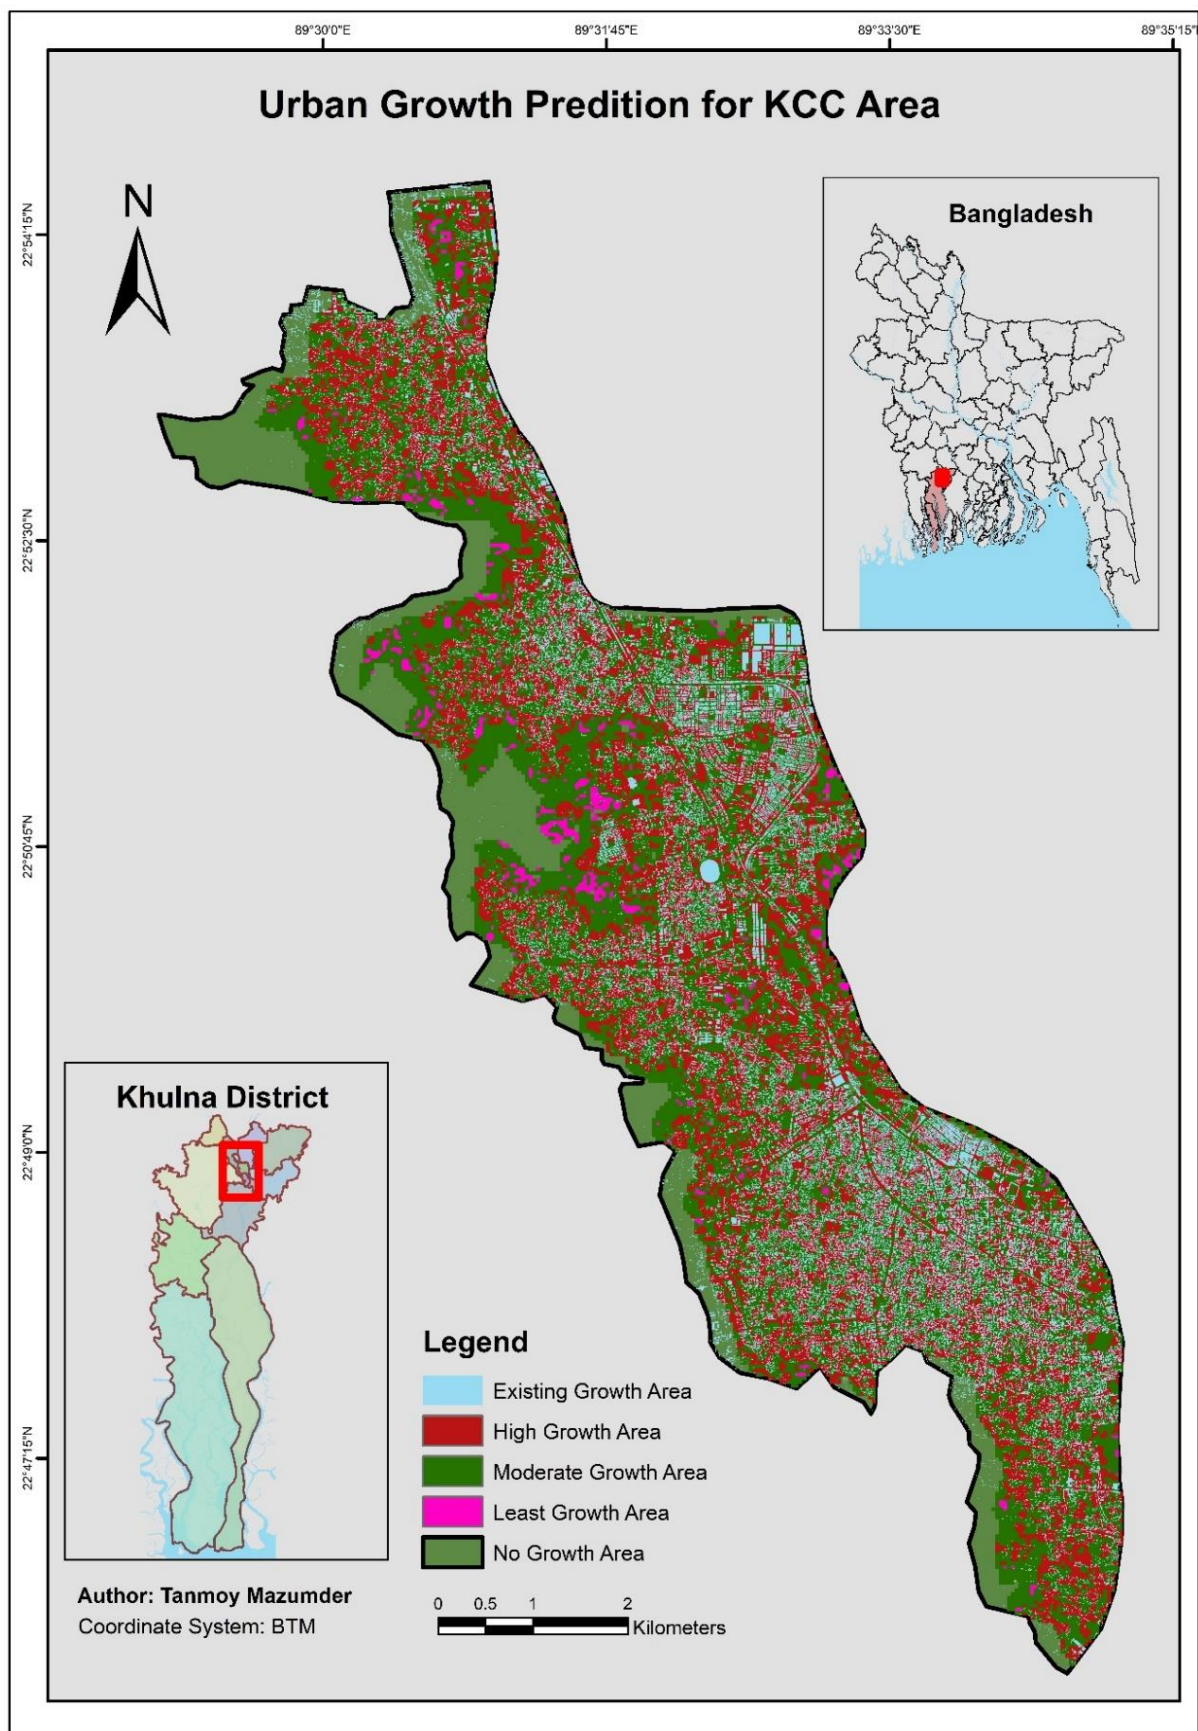 89°30'0"E 89°31'45"E 89°33'30"E 89°35'15"E
Urban Growth Predition for KCC Area
N
Bangladesh
22°54'15"N
22°52'30"N
22°50'45"N
22°49'0"N
22°47'15"N
Khulna District
Legend
Existing Growth Area
High Growth Area
Moderate Growth Area
Least Growth Area
No Growth Area
Author: Tanmoy Mazumder
Coordinate System: BTM
0 0.5 1 2
Kilometers